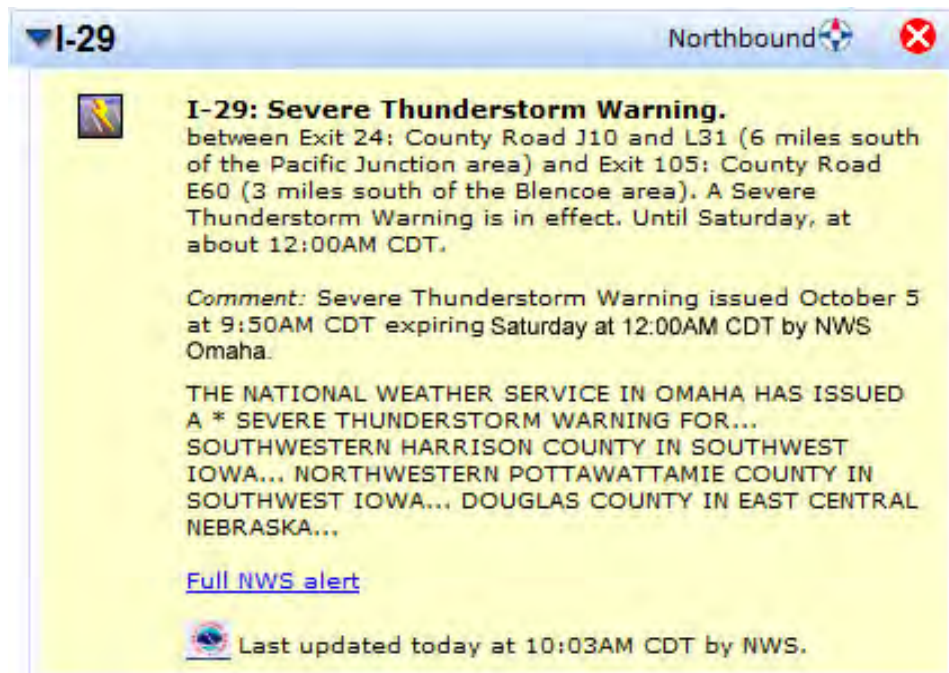 I-29 Northbound
I-29: Severe Thunderstorm Warning.
between Exit 24: County Road J10 and L31 (6 miles south
of the Pacific Junction area) and Exit 105: County Road
E60 (3 miles south of the Blencoe area). A Severe
Thunderstorm Warning is in effect. Until Saturday, at
about 12:00AM CDT.
Comment: Severe Thunderstorm Warning issued October 5
at 9:50AM CDT expiring Saturday at 12:00AM CDT by NWS
Omaha.
THE NATIONAL WEATHER SERVICE IN OMAHA HAS ISSUED
A * SEVERE THUNDERSTORM WARNING FOR...
SOUTHWESTERN HARRISON COUNTY IN SOUTHWEST
IOWA... NORTHWESTERN POTTAWATTAMIE COUNTY IN
SOUTHWEST IOWA... DOUGLAS COUNTY IN EAST CENTRAL
NEBRASKA...
Full NWS alert
Last updated today at 10:03AM CDT by NWS.